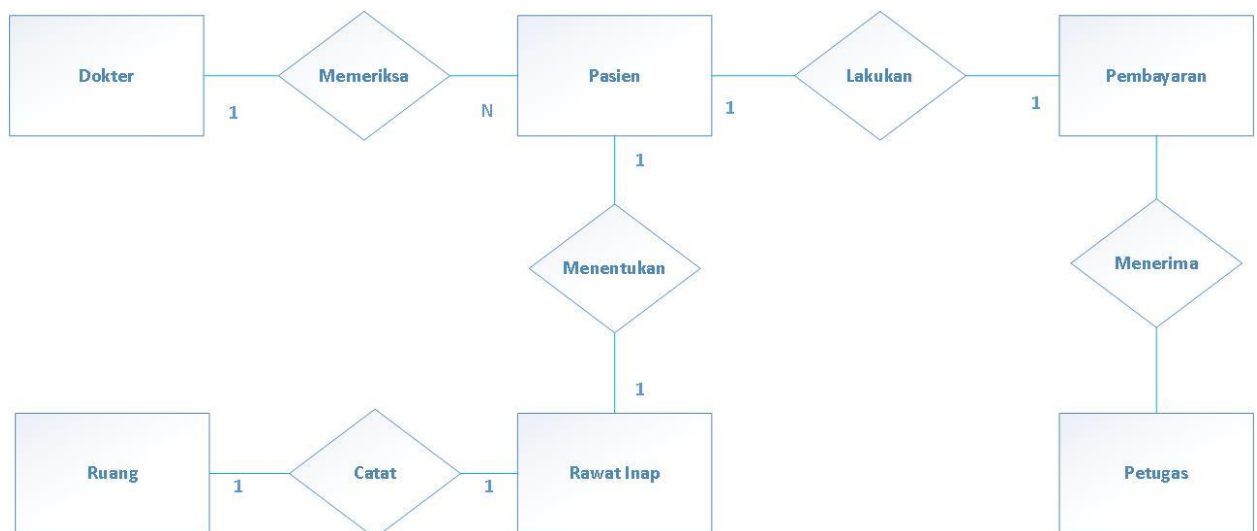 Dokter
Memeriksa
Pasien
Lakukan
Pembayaran
1
N
1
1
1
Menentukan
Menerima
1
Ruang
Catat
Rawat Inap
Petugas
1
1